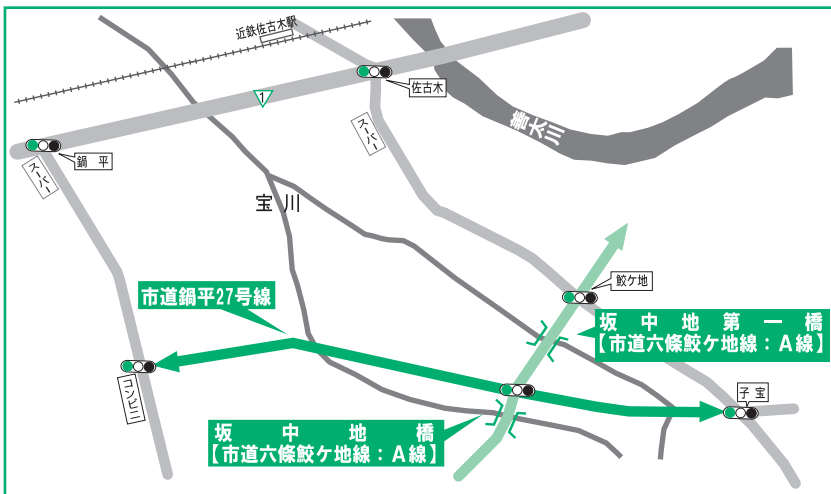 近鉄佐古木駅
1
佐古木
善太川
鍋 平
スーパー
スーパー
宝 川
鮫ケ地
市道鍋平27号線
坂中地第一橋
【市道六條鮫ケ地線：A線】
コンビニ
子 宝
坂中地橋
【市道六條鮫ケ地線：A線】